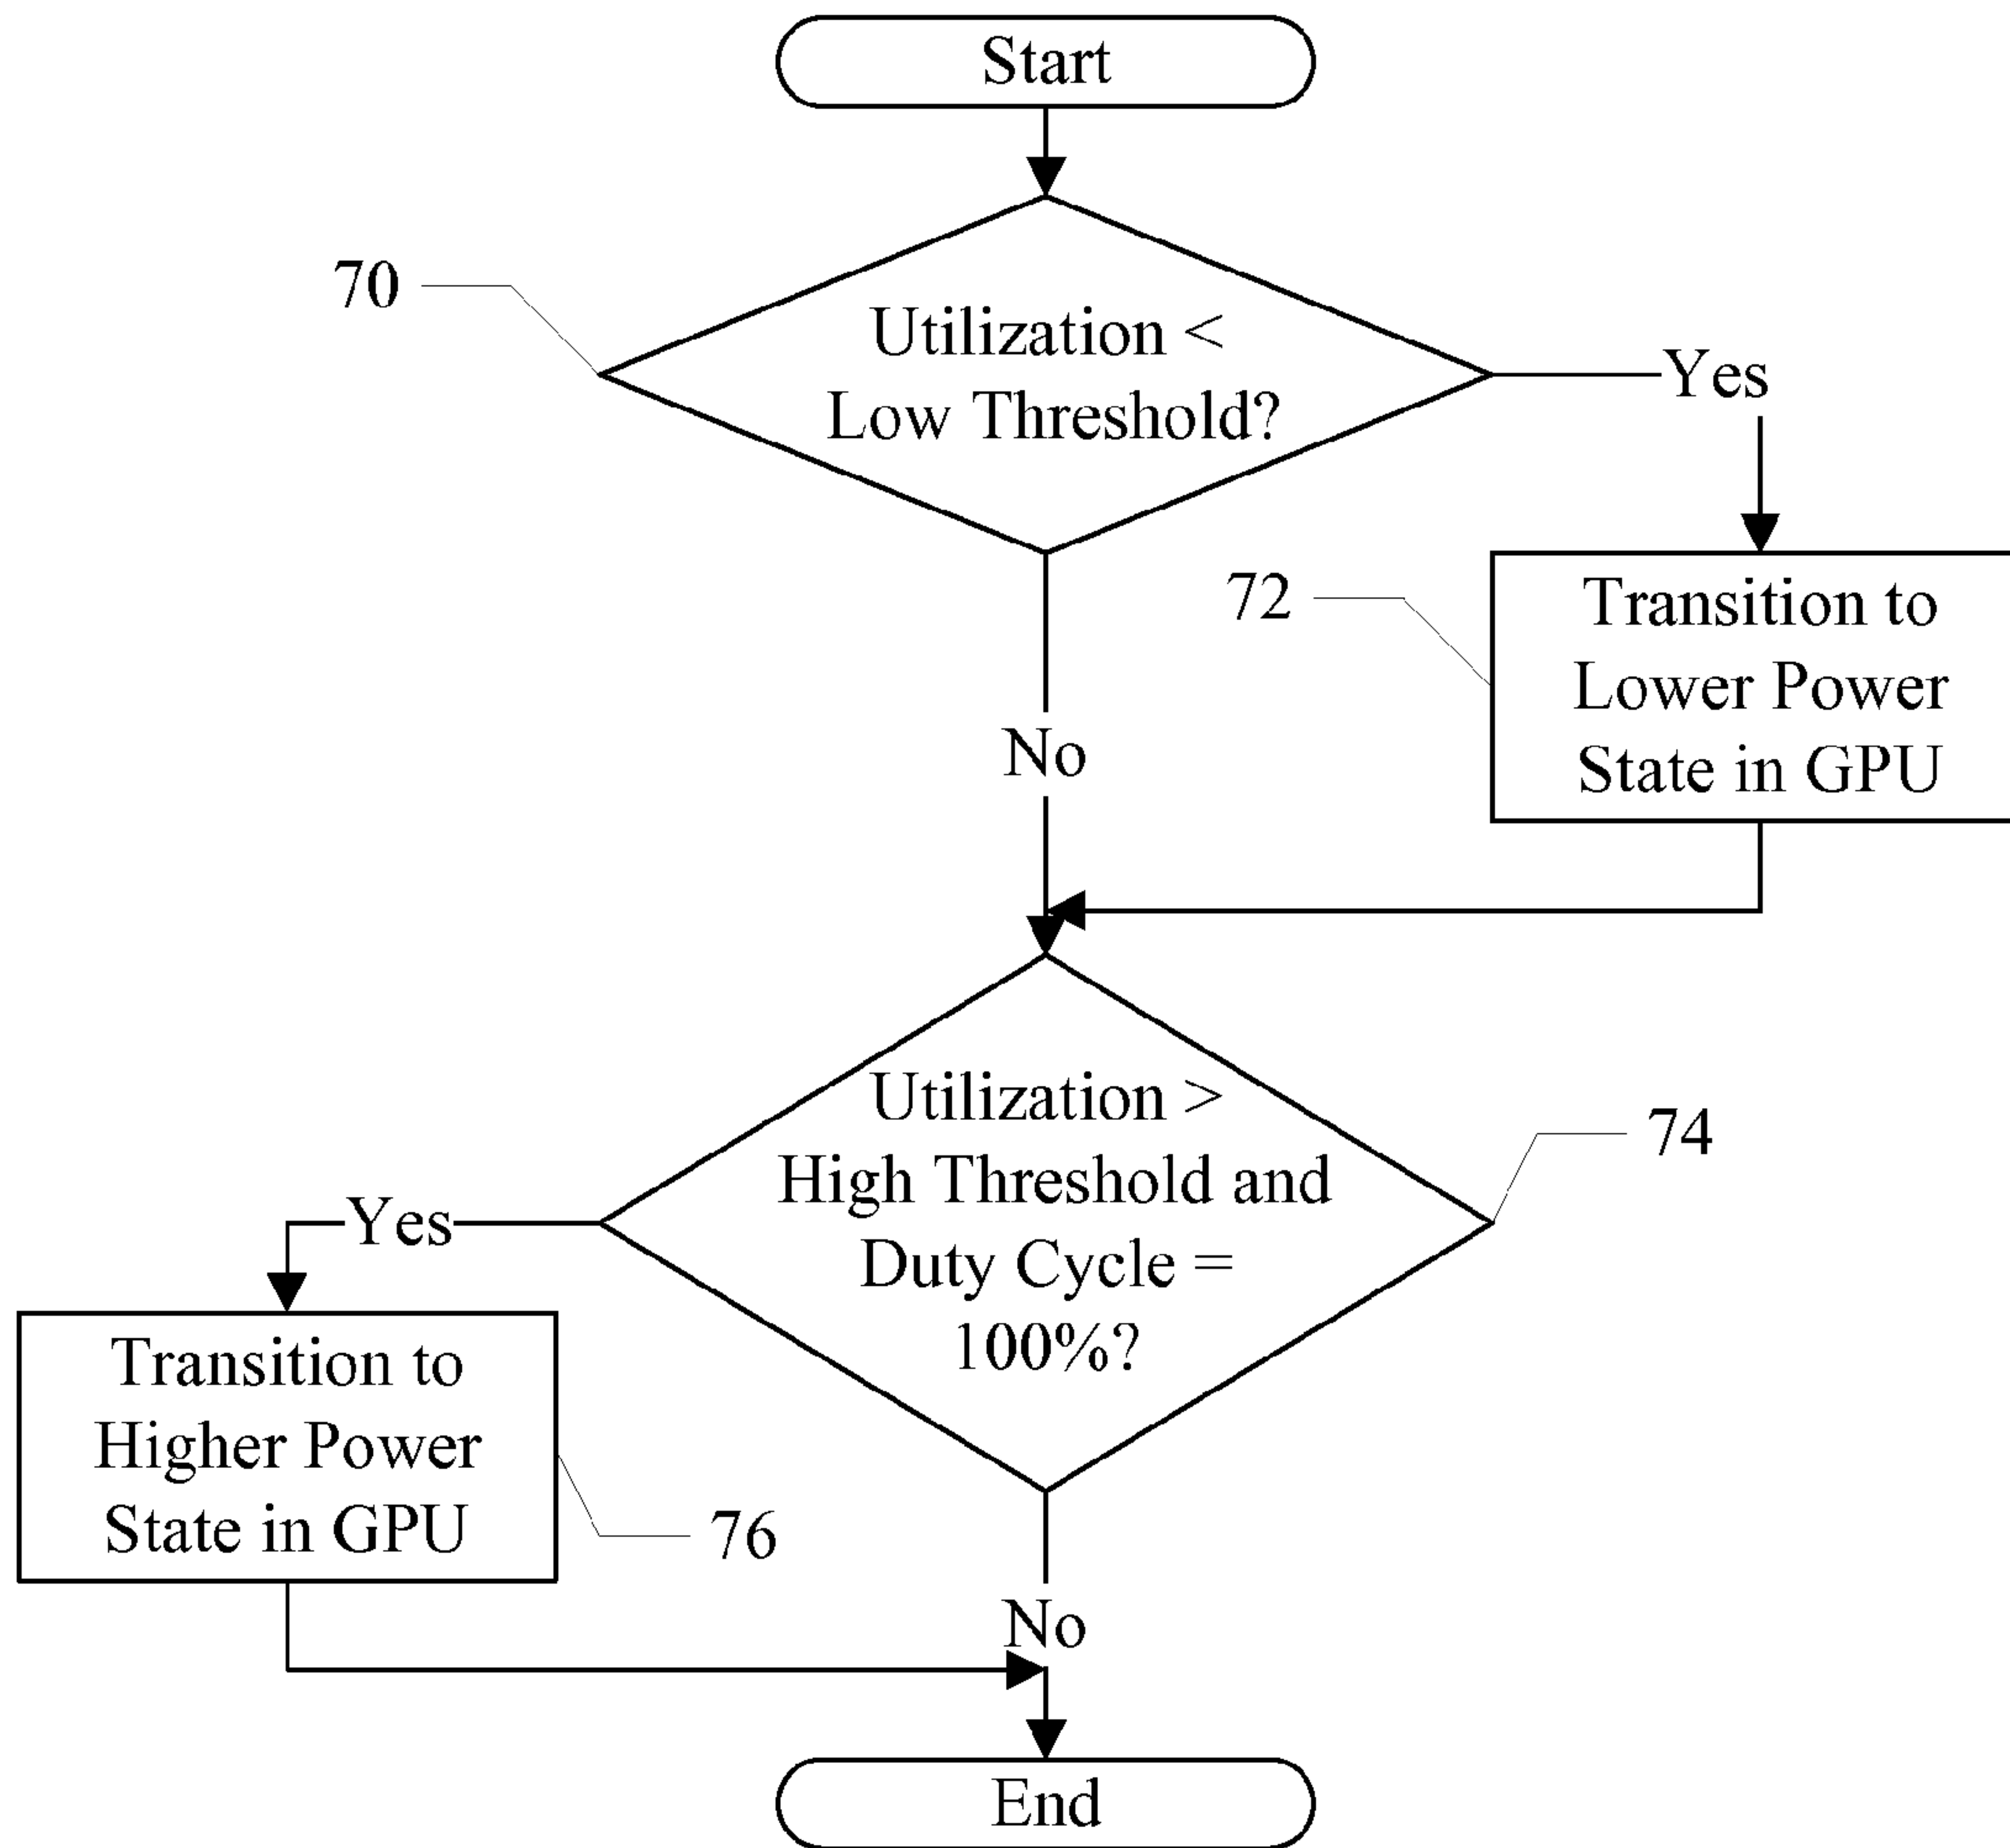 Start
70
Utilization <
Low Threshold?
Yes
72
Transition to
Lower Power
State in GPU
No
Utilization >
High Threshold and
Duty Cycle =
100%?
74
Yes
Transition to
Higher Power
State in GPU
76
No
End